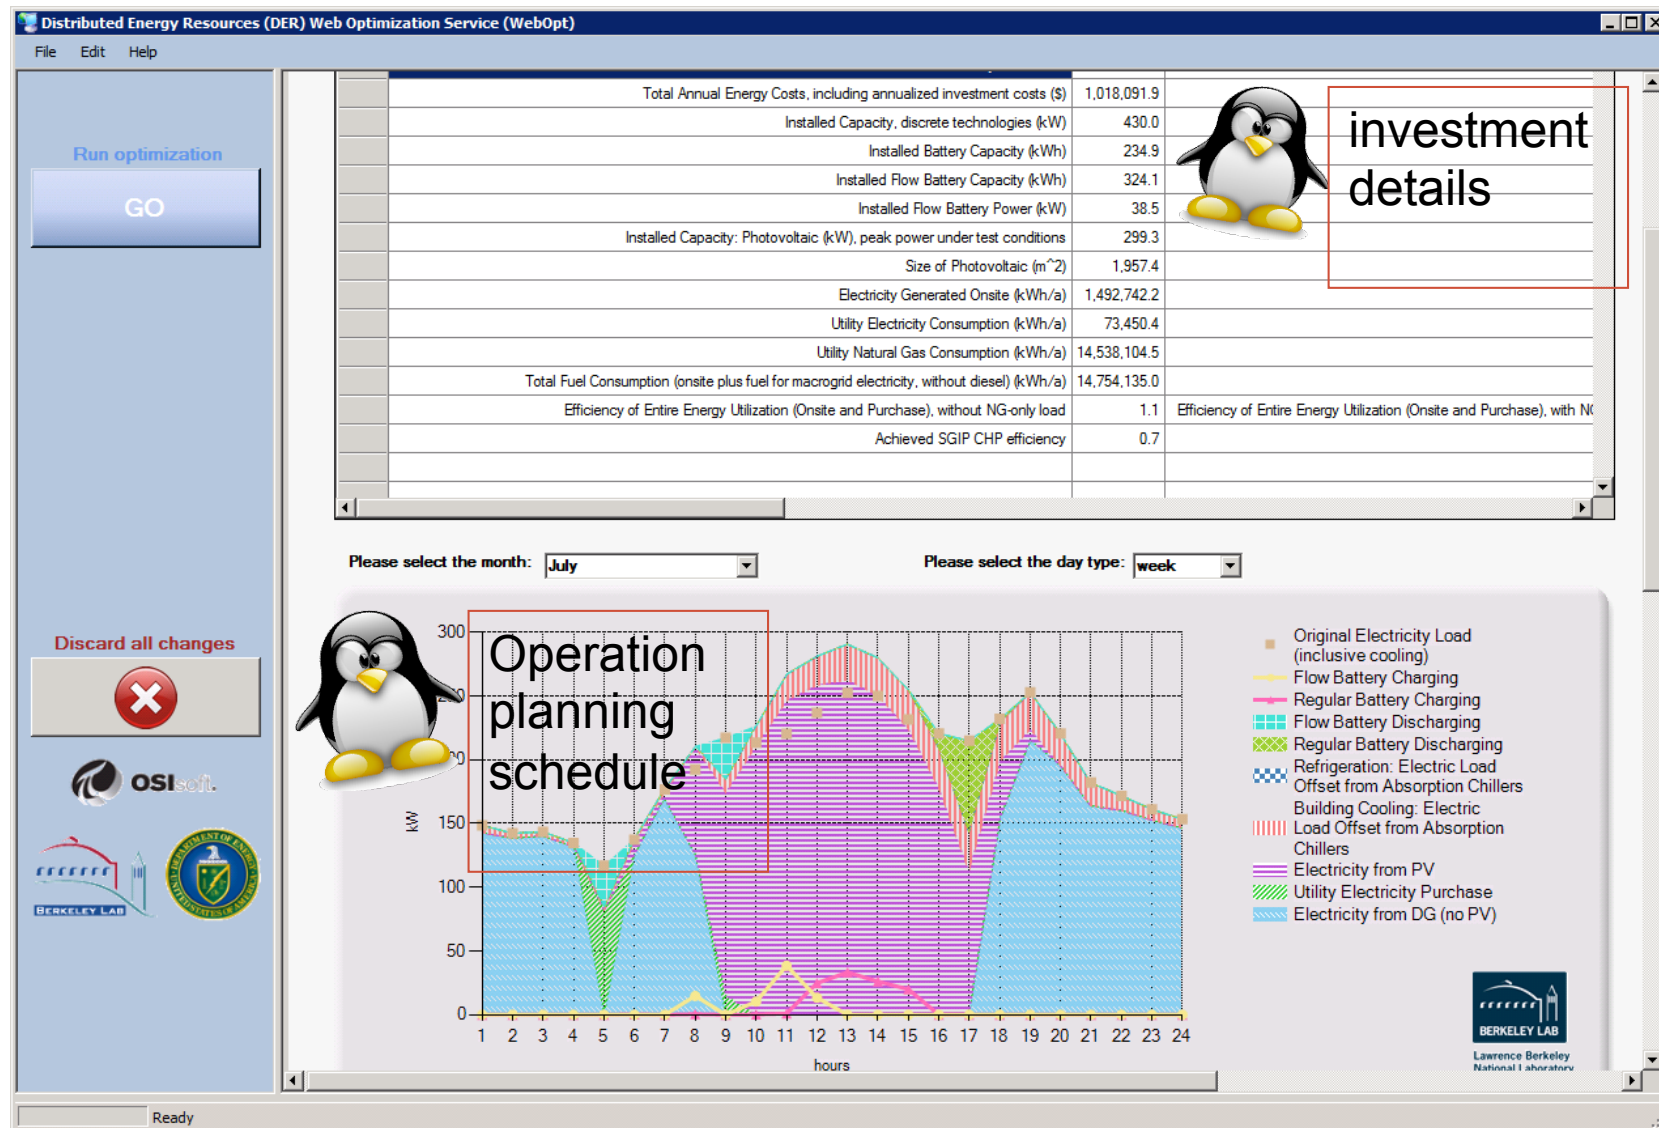 Distributed Energy Resources (DER) Web Optimization Service (WebOpt)
File Edit Help
Run optimization
GO
Discard all changes
OSIsoft.
BERKELEY LAB
Total Annual Energy Costs, including annualized investment costs ($) 1,018,091.9
Installed Capacity, discrete technologies (kW) 430.0
Installed Battery Capacity (kWh) 234.9
Installed Flow Battery Capacity (kWh) 324.1
Installed Flow Battery Power (kW) 38.5
Installed Capacity: Photovoltaic (kW), peak power under test conditions 299.3
Size of Photovoltaic (m^2) 1,957.4
Electricity Generated Onsite (kWh/a) 1,492,742.2
Utility Electricity Consumption (kWh/a) 73,450.4
Utility Natural Gas Consumption (kWh/a) 14,538,104.5
Total Fuel Consumption (onsite plus fuel for macrogrid electricity, without diesel) (kWh/a) 14,754,135.0
Efficiency of Entire Energy Utilization (Onsite and Purchase), without NG-only load 1.1 Efficiency of Entire Energy Utilization (Onsite and Purchase), with
Achieved SGIP CHP efficiency 0.7
investment
details
Please select the month: July Please select the day type: week
Operation
planning
schedule
300
150
100
50
0
kW
1 2 3 4 5 6 7 8 9 10 11 12 13 14 15 16 17 18 19 20 21 22 23 24
hours
Original Electricity Load
(inclusive cooling)
Flow Battery Charging
Regular Battery Charging
Flow Battery Discharging
Regular Battery Discharging
Refrigeration: Electric Load
Offset from Absorption Chillers
Building Cooling: Electric
Load Offset from Absorption
Chillers
Electricity from PV
Utility Electricity Purchase
Electricity from DG (no PV)
BERKELEY LAB
Lawrence Berkeley
National Laboratory
Ready